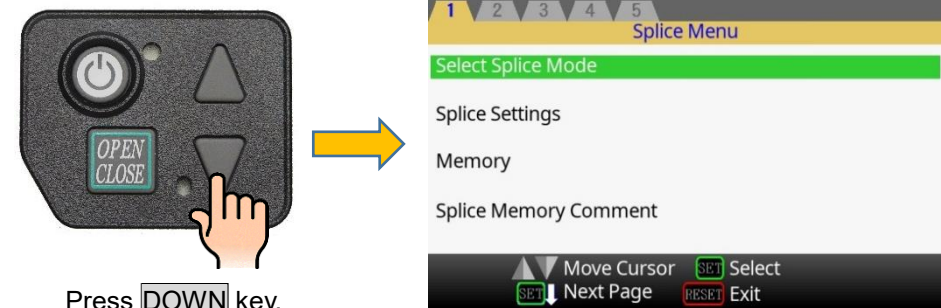 OPEN
CLOSE
Press DOWN key.
1 2 3 4 5
Splice Menu
Select Splice Mode
Splice Settings
Memory
Splice Memory Comment
Move Cursor SET Select
SET Next Page RESET Exit